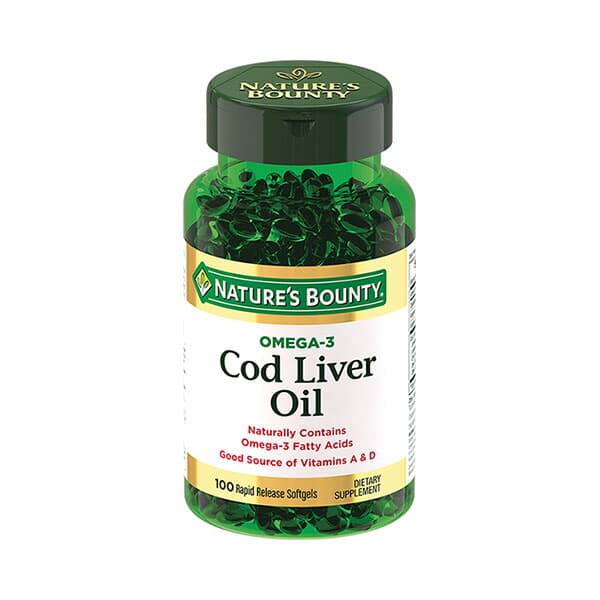 NATURE'S
BOUNTY
NATURE'S BOUNTY®
OMEGA-3
Cod Liver
Oil
Naturally Contains
Omega-3 Fatty Acids
Good Source of Vitamins A & D
100 Rapid Release Softgels
DIETARY
SUPPLEMENT